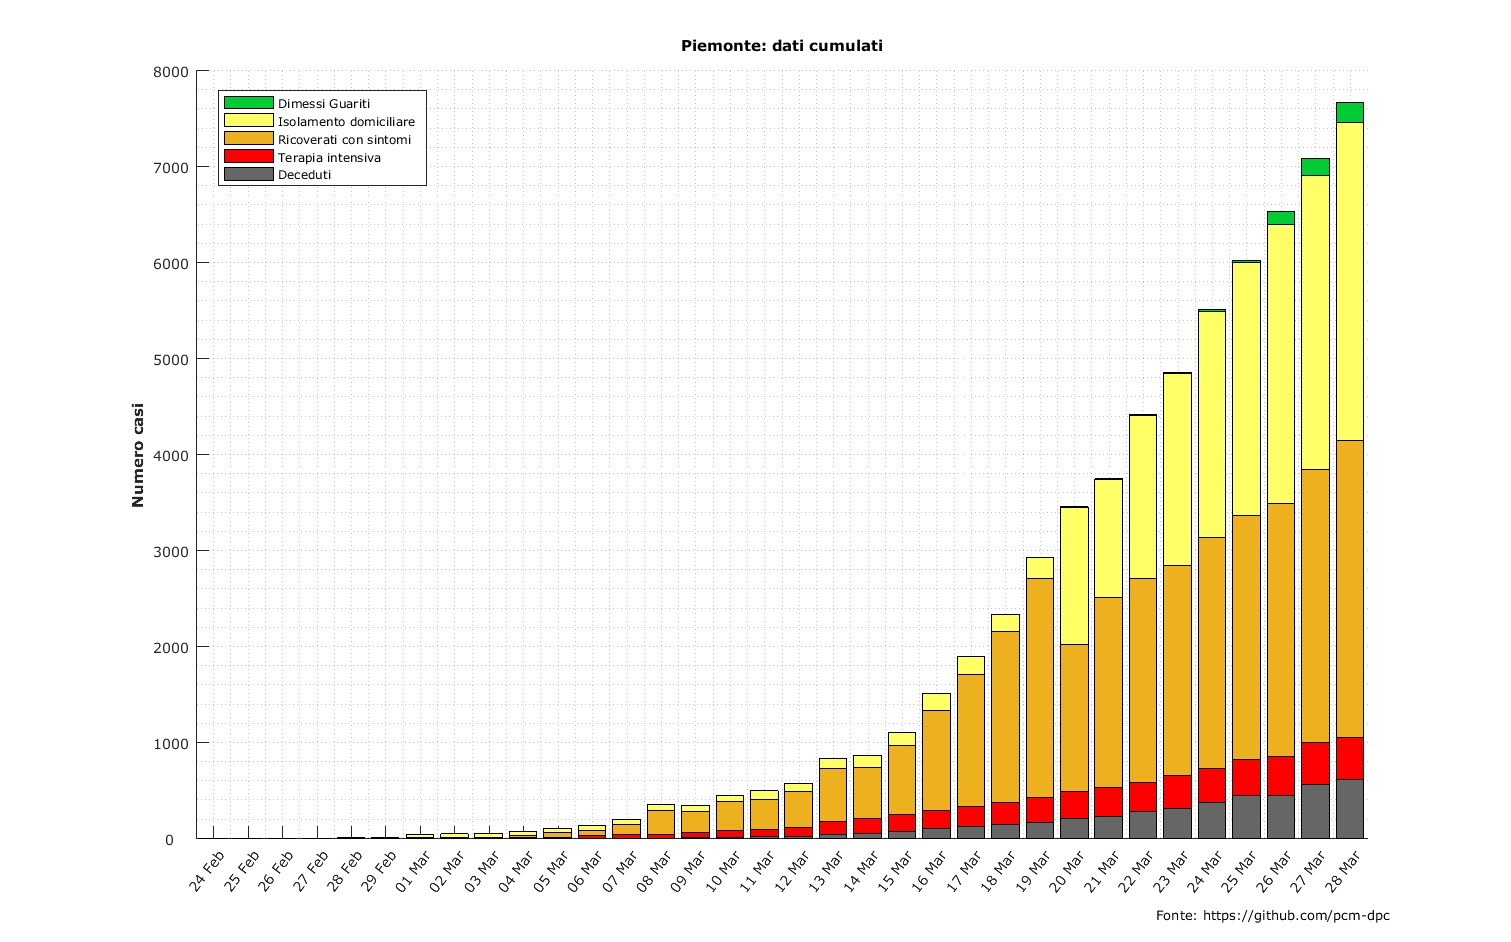 Piemonte: dati cumulati
8000
7000
6000
5000
4000
3000
2000
1000
0
Numero casi
Dimessi Guariti
Isolamento domiciliare
Ricoverati con sintomi
Terapia intensiva
Deceduti
24 Feb
25 Feb
26 Feb
27 Feb
28 Feb
29 Feb
01 Mar
02 Mar
03 Mar
04 Mar
05 Mar
06 Mar
07 Mar
08 Mar
09 Mar
10 Mar
11 Mar
12 Mar
13 Mar
14 Mar
15 Mar
16 Mar
17 Mar
18 Mar
19 Mar
20 Mar
21 Mar
22 Mar
23 Mar
24 Mar
25 Mar
26 Mar
27 Mar
28 Mar
Fonte: https://github.com/pcm-dpc